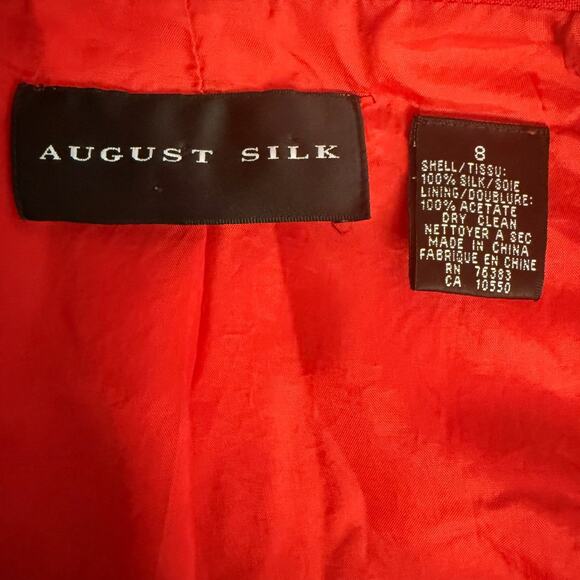 AUGUST SILK
8
SHELL/TISSU:
100% SILK/SOIE
LINING/DOUBLURE:
100% ACETATE
DRY CLEAN
NETTOYER A SEC
MADE IN CHINA
FABRIQUE EN CHINE
RN 76383
CA 10550